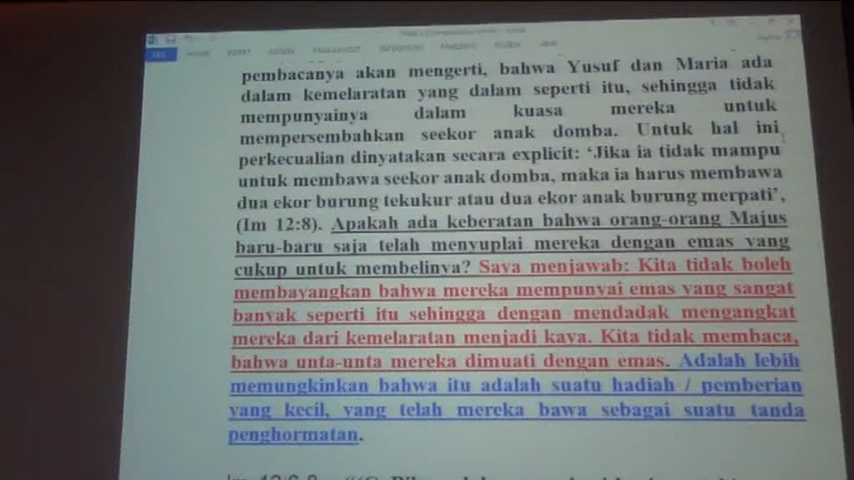 pembacanya akan mengerti, bahwa Yusuf dan Maria ada
dalam kemelaratan yang dalam seperti itu, sehingga tidak
mempunyainya dalam kuasa mereka untuk
mempersembahkan seekor anak domba. Untuk hal ini
perkecualian dinyatakan secara explicit: ‘Jika ia tidak mampu
untuk membawa seekor anak domba, maka ia harus membawa
dua ekor burung tekukur atau dua ekor anak burung merpati’,
(Im 12:8). Apakah ada keberatan bahwa orang-orang Majus
baru-baru saja telah menyuplai mereka dengan emas yang
cukup untuk membelinya? Saya menjawab: Kita tidak boleh
membayangkan bahwa mereka mempunyai emas yang sangat
banyak seperti itu sehingga dengan mendadak mengangkat
mereka dari kemelaratan menjadi kaya. Kita tidak membaca,
bahwa unta-unta mereka dimuati dengan emas. Adalah lebih
memungkinkan bahwa itu adalah suatu hadiah / pemberian
yang kecil, yang telah mereka bawa sebagai suatu tanda
penghormatan.